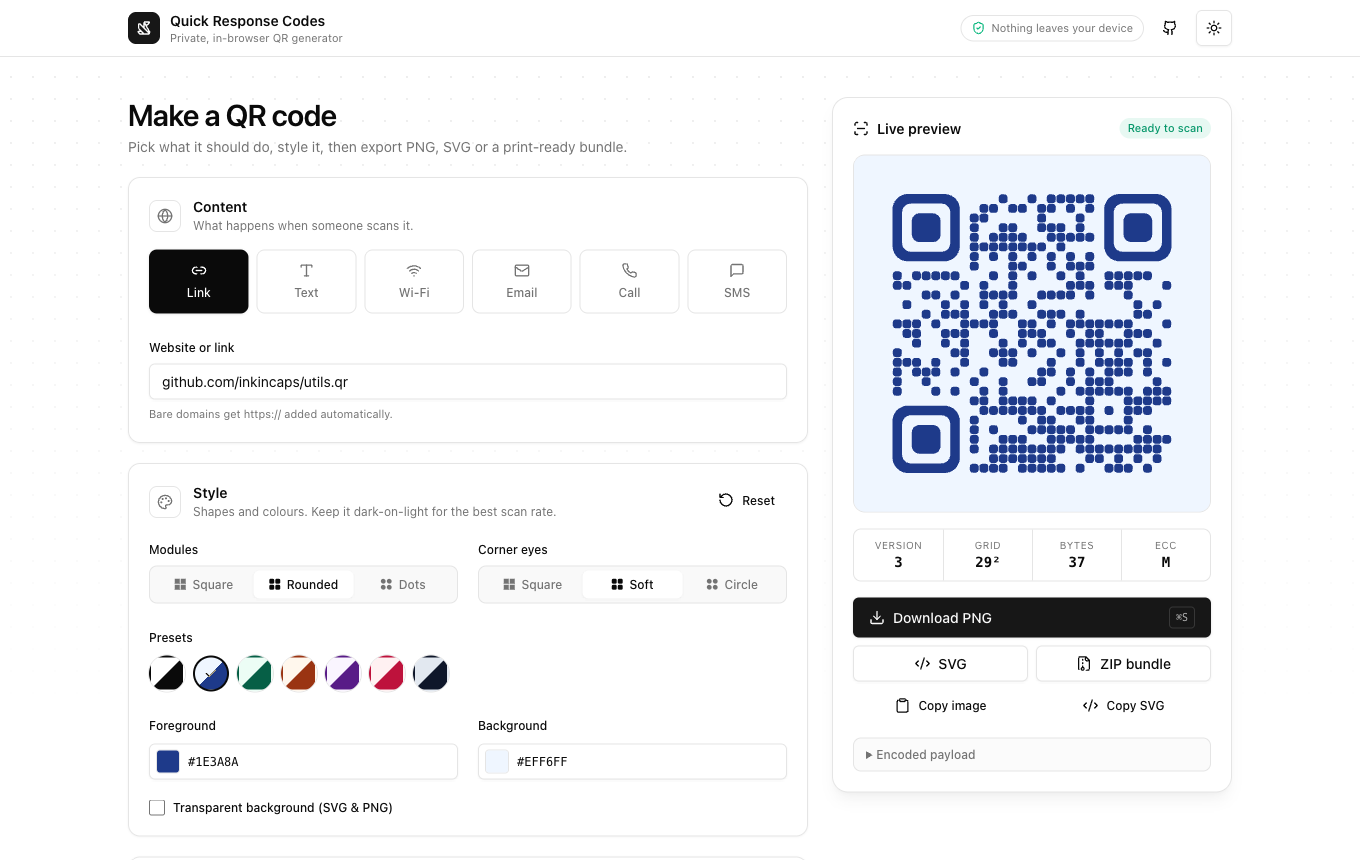 Quick Response Codes
Private, in-browser QR generator
Nothing leaves your device
Make a QR code
Pick what it should do, style it, then export PNG, SVG or a print-ready bundle.
Content
What happens when someone scans it.
Link
Text
Wi-Fi
Email
Call
SMS
Website or link
github.com/inkincaps/utils.qr
Bare domains get https:// added automatically.
Style
Shapes and colours. Keep it dark-on-light for the best scan rate.
Reset
Modules
Corner eyes
Square
Rounded
Dots
Square
Soft
Circle
Presets
Foreground
Background
#1E3A8A
#EFF6FF
Transparent background (SVG & PNG)
Live preview
Ready to scan
VERSION
GRID
BYTES
ECC
3
29²
37
M
Download PNG
⌘S
SVG
ZIP bundle
Copy image
Copy SVG
Encoded payload